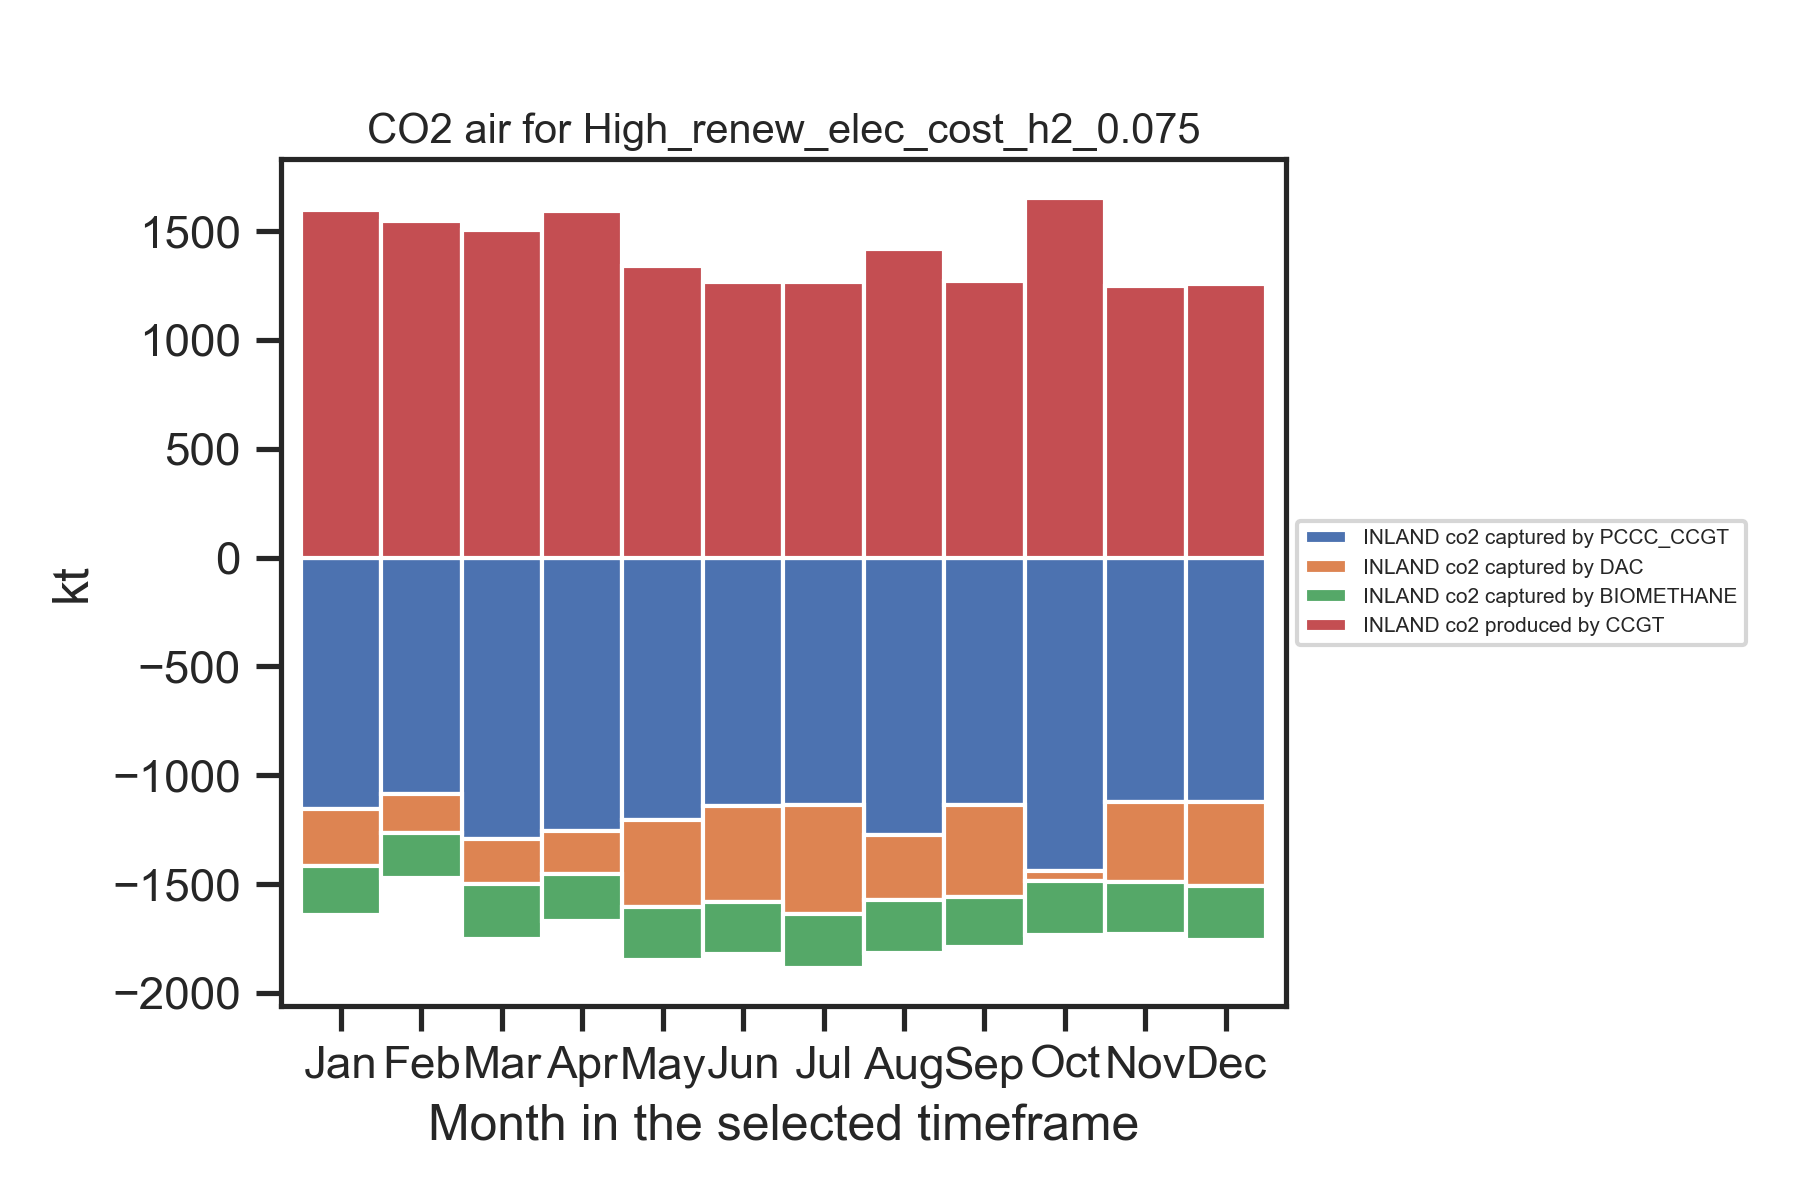 CO2 air for High_renew_elec_cost_h2_0.075
1500
1000
500
0
−500
−1000
−1500
−2000
kt
Jan Feb Mar Apr May Jun Jul Aug Sep Oct Nov Dec
Month in the selected timeframe
INLAND co2 captured by PCCC_CCGT
INLAND co2 captured by DAC
INLAND co2 captured by BIOMETHANE
INLAND co2 produced by CCGT